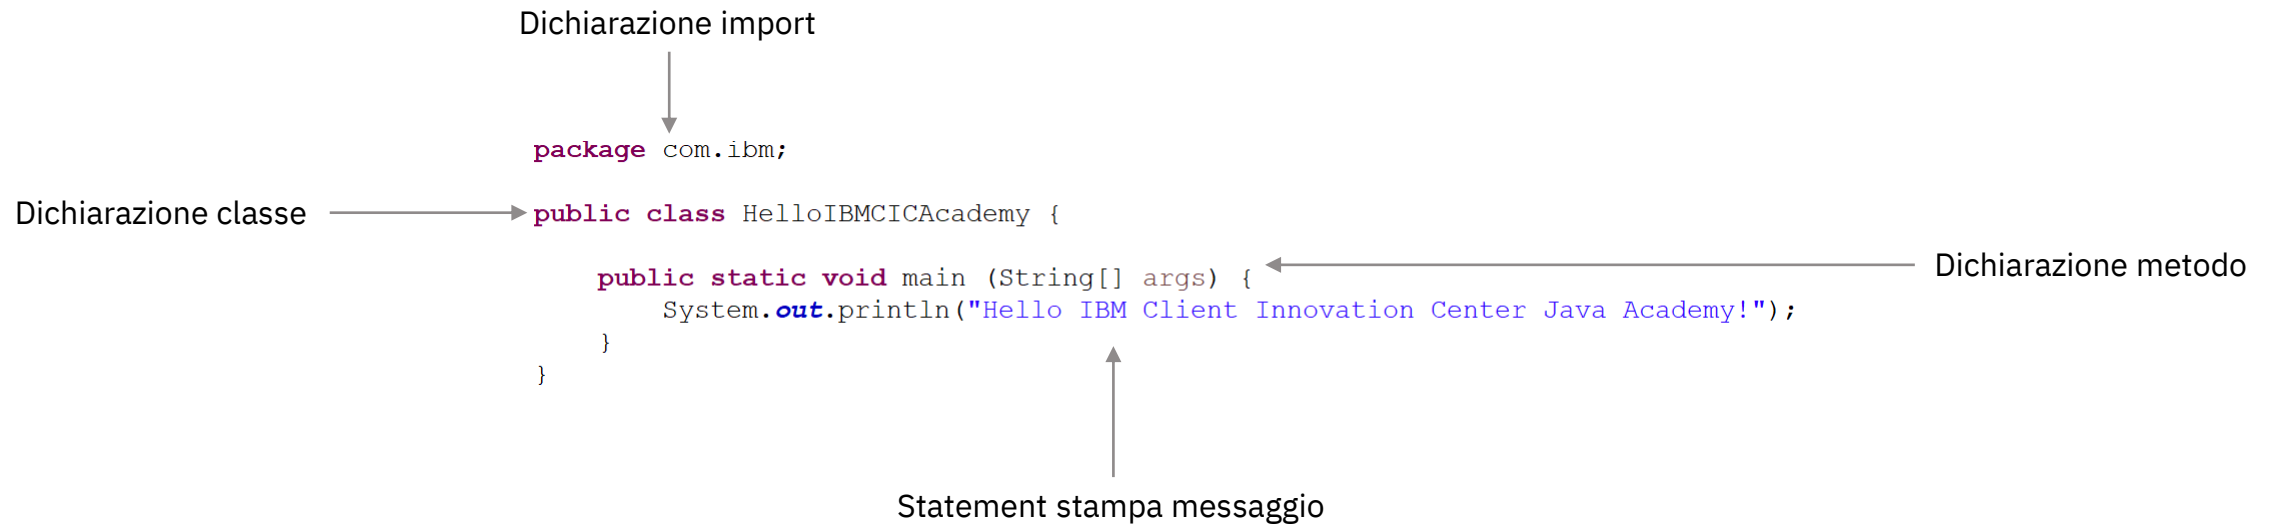 Dichiarazione import
package com.ibm;
Dichiarazione classe
public class HelloIBMCICAcademy {
public static void main (String[] args) {
Dichiarazione metodo
System.out.println("Hello IBM Client Innovation Center Java Academy!");
}
}
Statement stampa messaggio